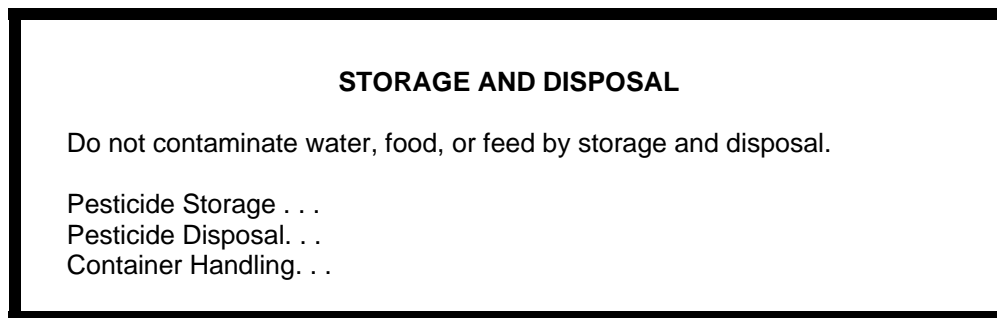 STORAGE AND DISPOSAL
Do not contaminate water, food, or feed by storage and disposal.
Pesticide Storage . . .
Pesticide Disposal. . .
Container Handling. . .